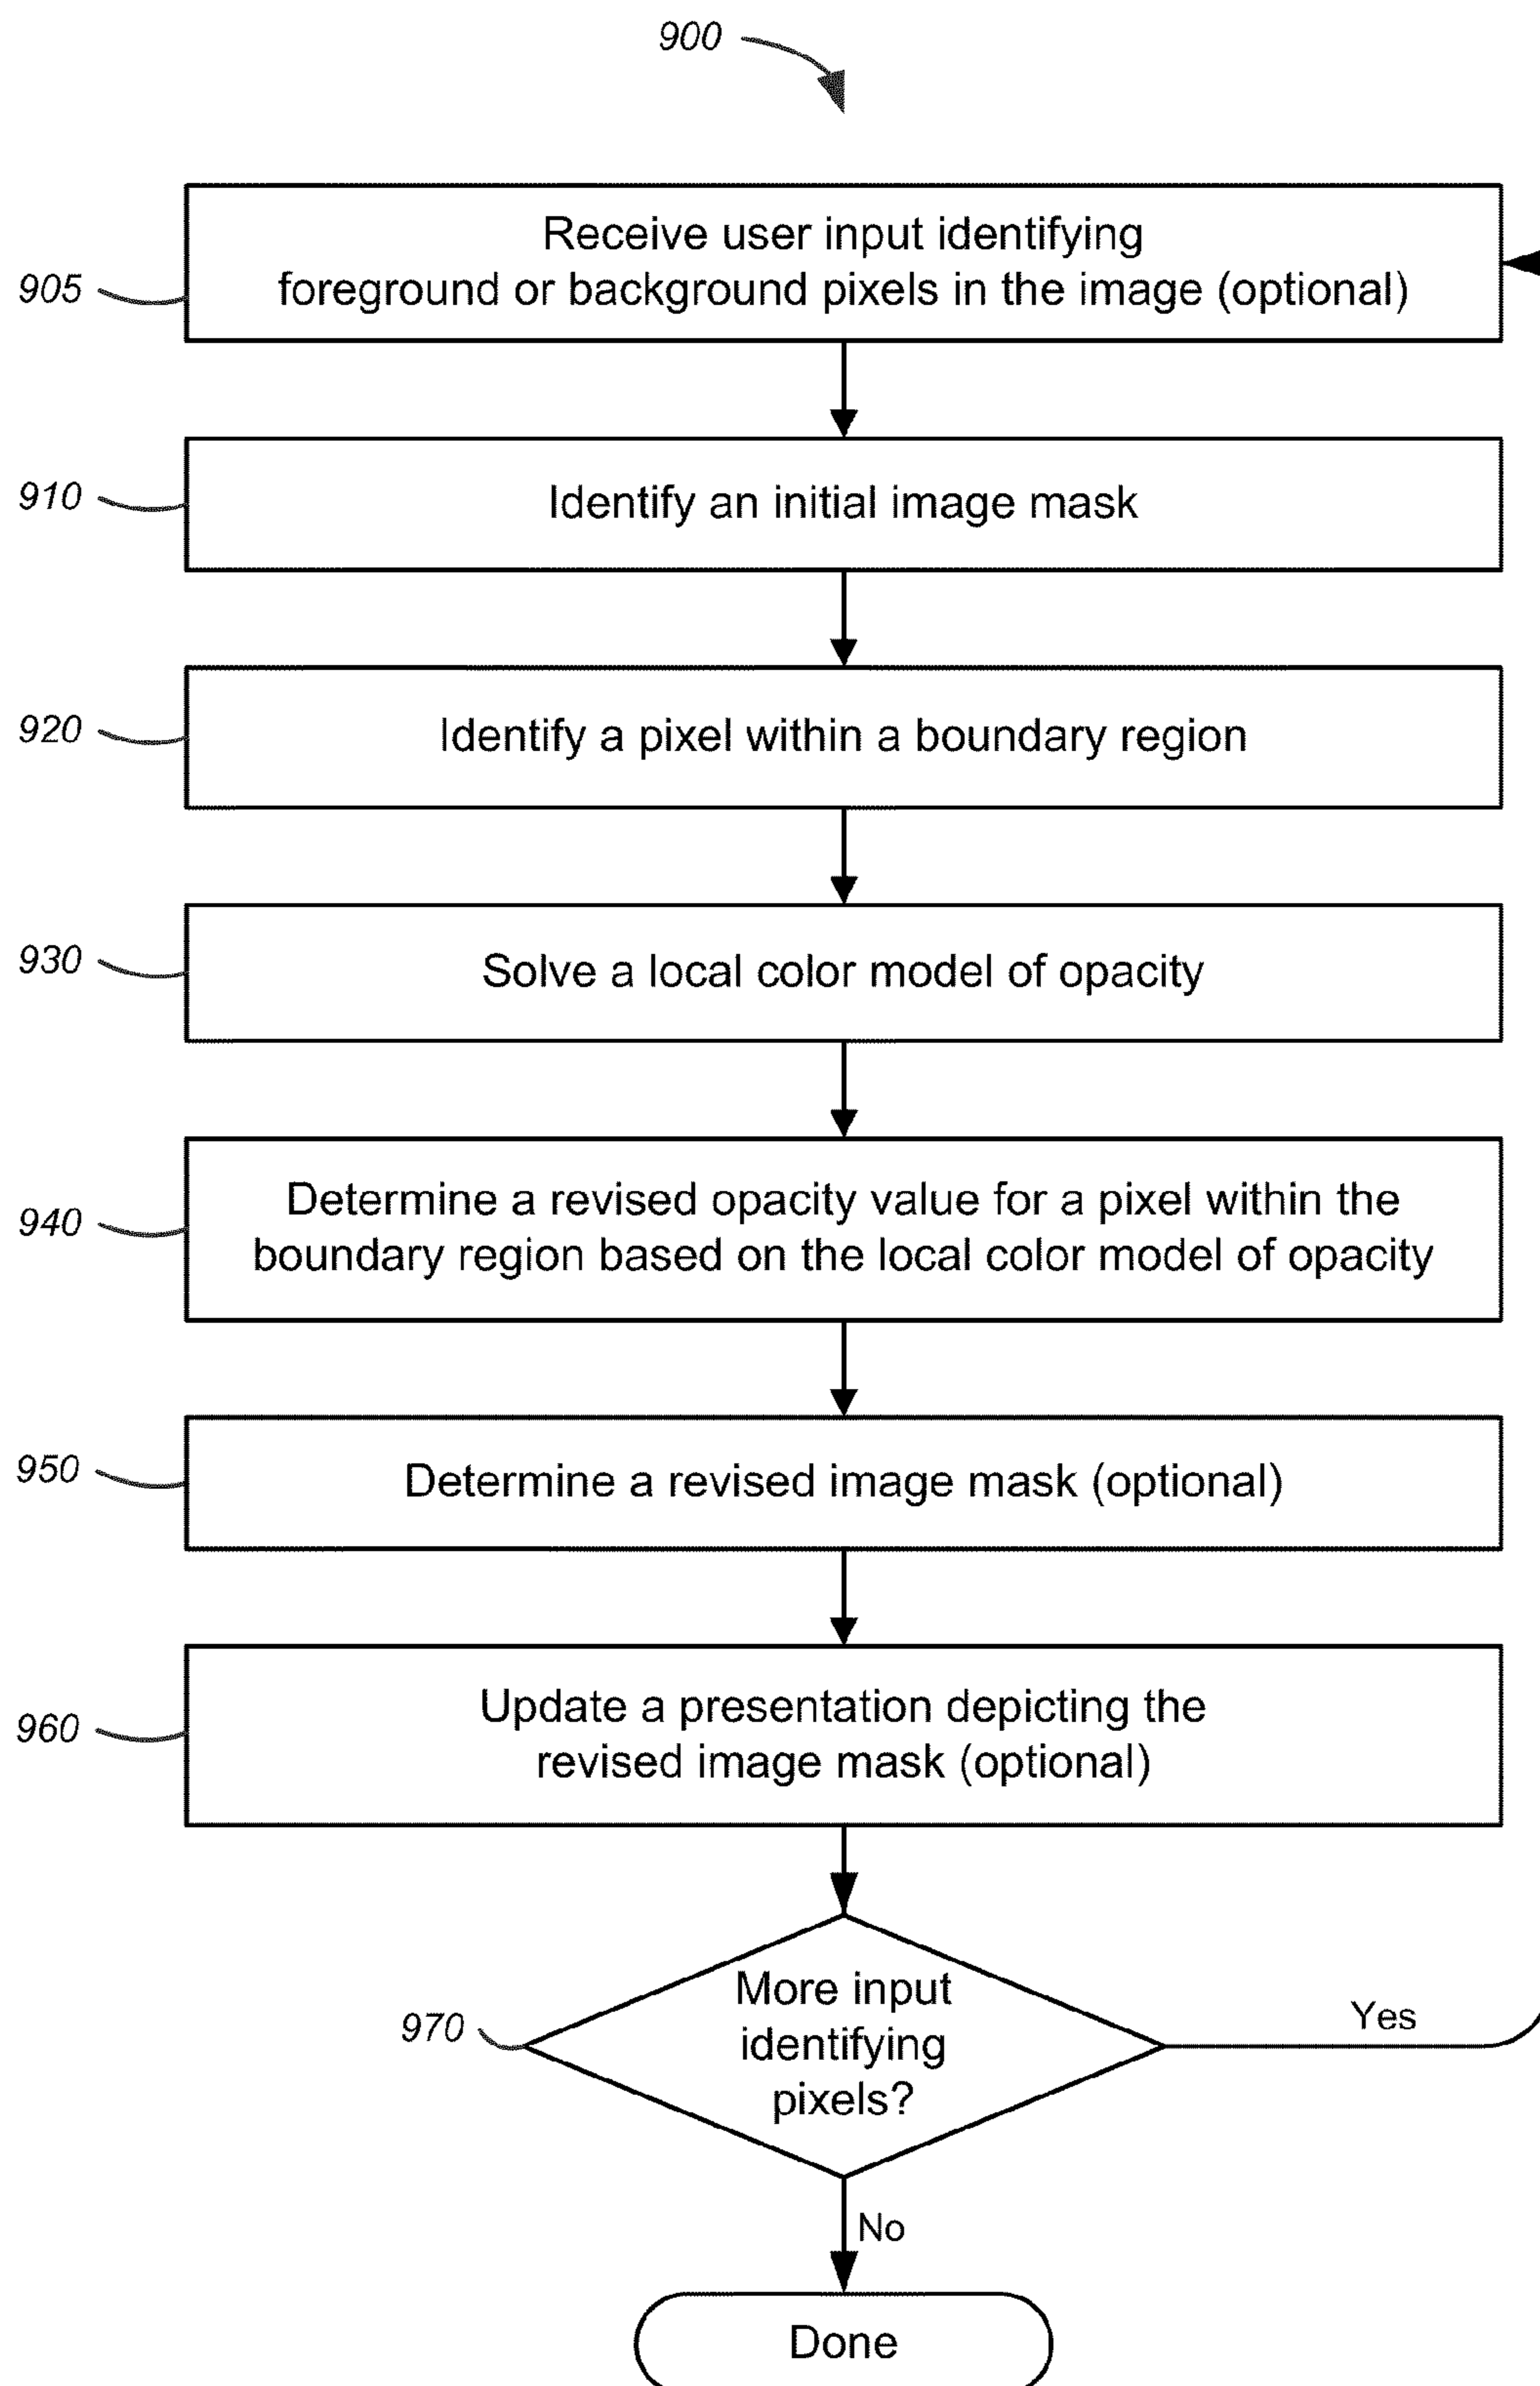 900
905
Receive user input identifying
foreground or background pixels in the image (optional)
910
Identify an initial image mask
920
Identify a pixel within a boundary region
930
Solve a local color model of opacity
940
Determine a revised opacity value for a pixel within the
boundary region based on the local color model of opacity
950
Determine a revised image mask (optional)
960
Update a presentation depicting the
revised image mask (optional)
970
More input
identifying
pixels?
Yes
No
Done